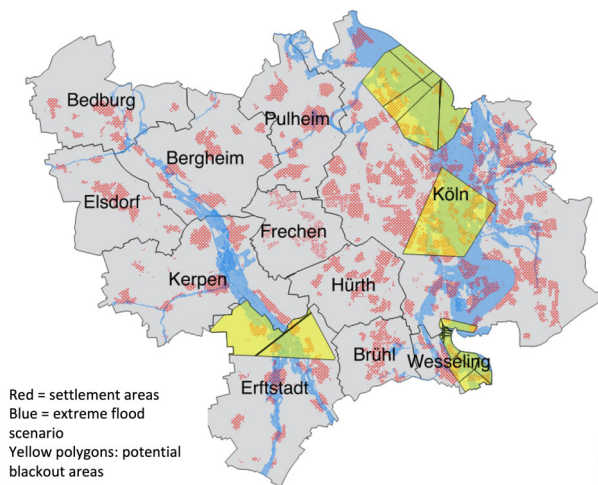 Bedburg
Pulheim
Bergheim
Elsdorf
Köln
Frechen
Kerpen
Hürth
Brühl
Wesseling
Erftstadt
Red = settlement areas
Blue = extreme flood
scenario
Yellow polygons: potential
blackout areas